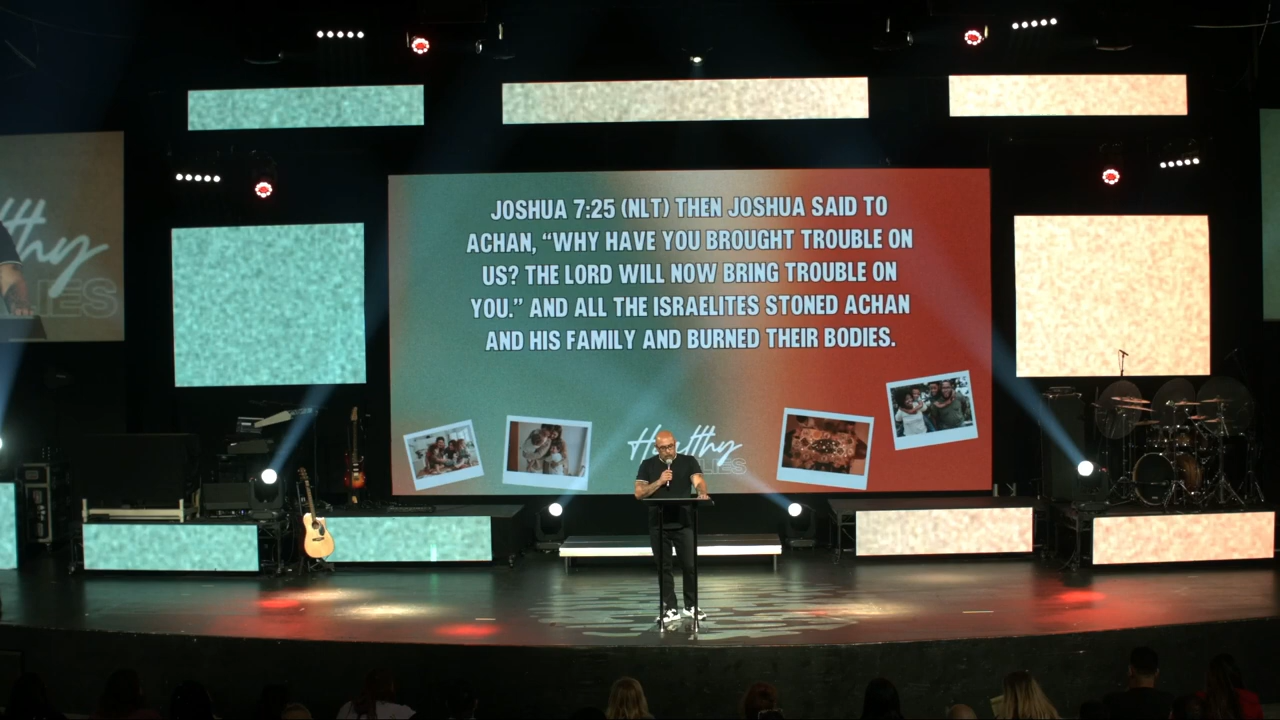 JOSHUA 7:25 (NLT) THEN JOSHUA SAID TO
ACHAN, “WHY HAVE YOU BROUGHT TROUBLE ON
US? THE LORD WILL NOW BRING TROUBLE ON
YOU.” AND ALL THE ISRAELITES STONED ACHAN
AND HIS FAMILY AND BURNED THEIR BODIES.
Healthy